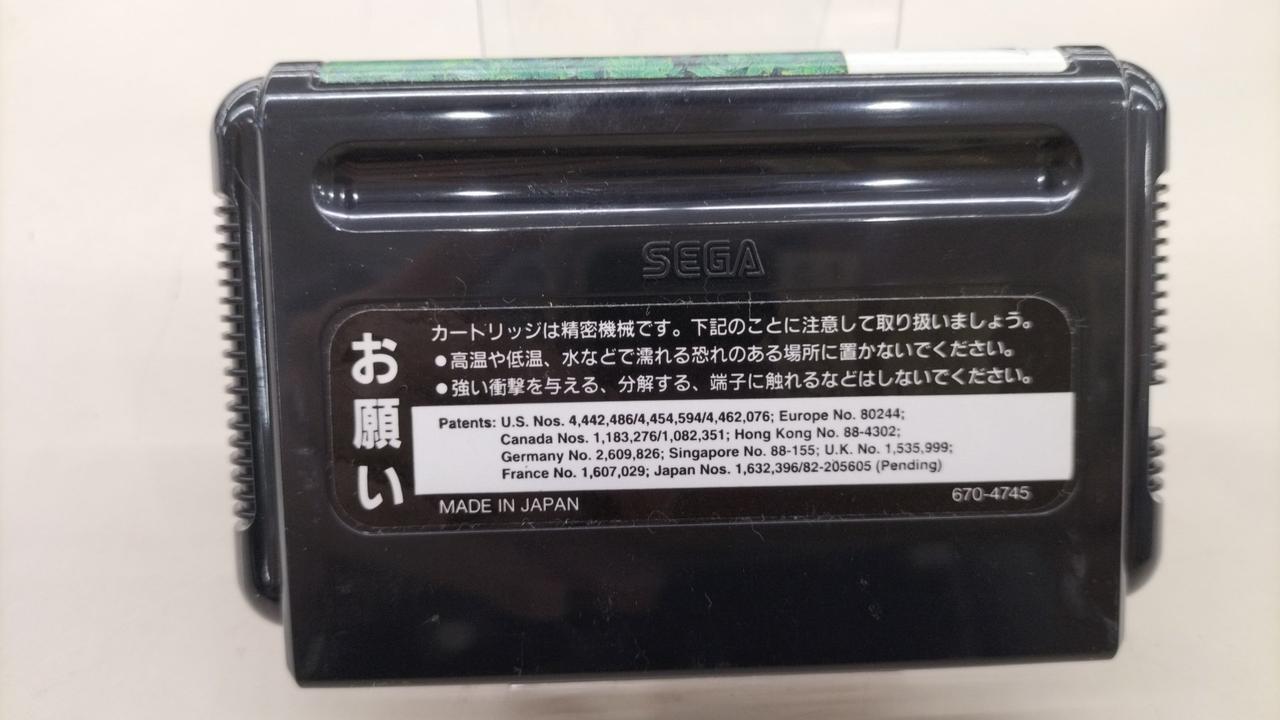 SEGA
お願い
カートリッジは精密機械です。下記のことに注意して取り扱いましょう。
●高温や低温、水などで濡れる恐れのある場所に置かないでください。
●強い衝撃を与える、分解する、端子に触れるなどはしないでください。
Patents: U.S. Nos. 4,442,486/4,454,594/4,462,076; Europe No. 80244;
Canada Nos. 1,183,276/1,082,351; Hong Kong No. 88-4302;
Germany No. 2,609,826; Singapore No. 88-155; U.K. No. 1,535,999;
France No. 1,607,029; Japan Nos. 1,632,396/82-205605 (Pending)
MADE IN JAPAN
670-4745